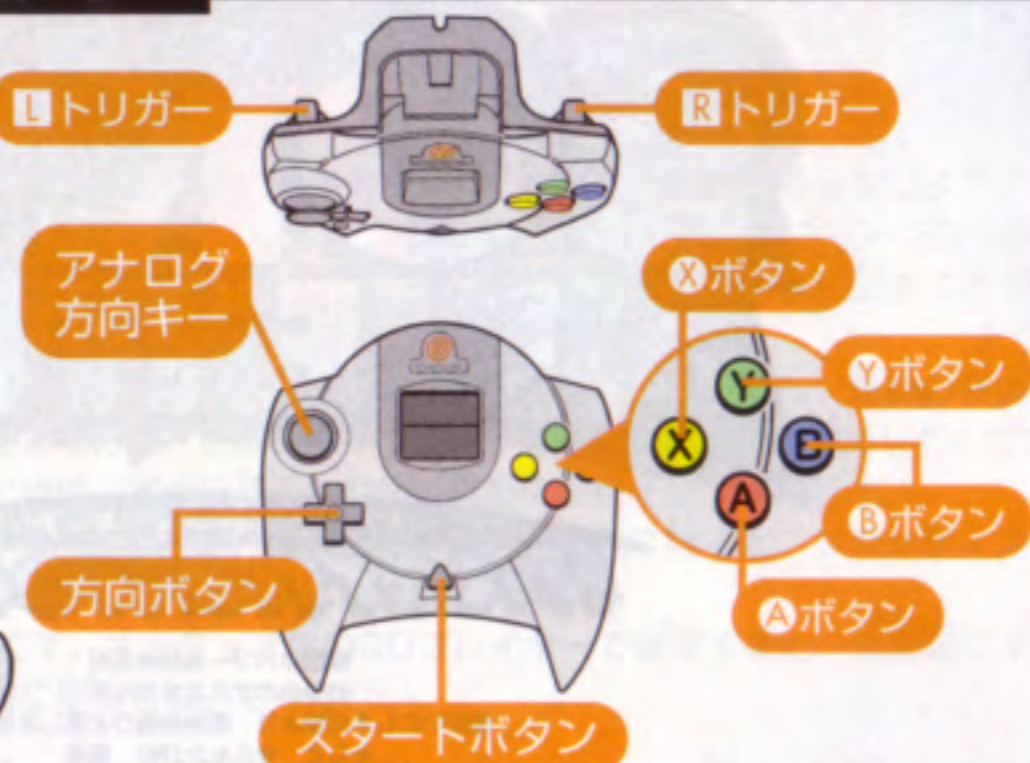 Lトリガー
Rトリガー
アナログ
方向キー
Xボタン
Yボタン
Y
X
B
A
Bボタン
方向ボタン
Aボタン
スタートボタン